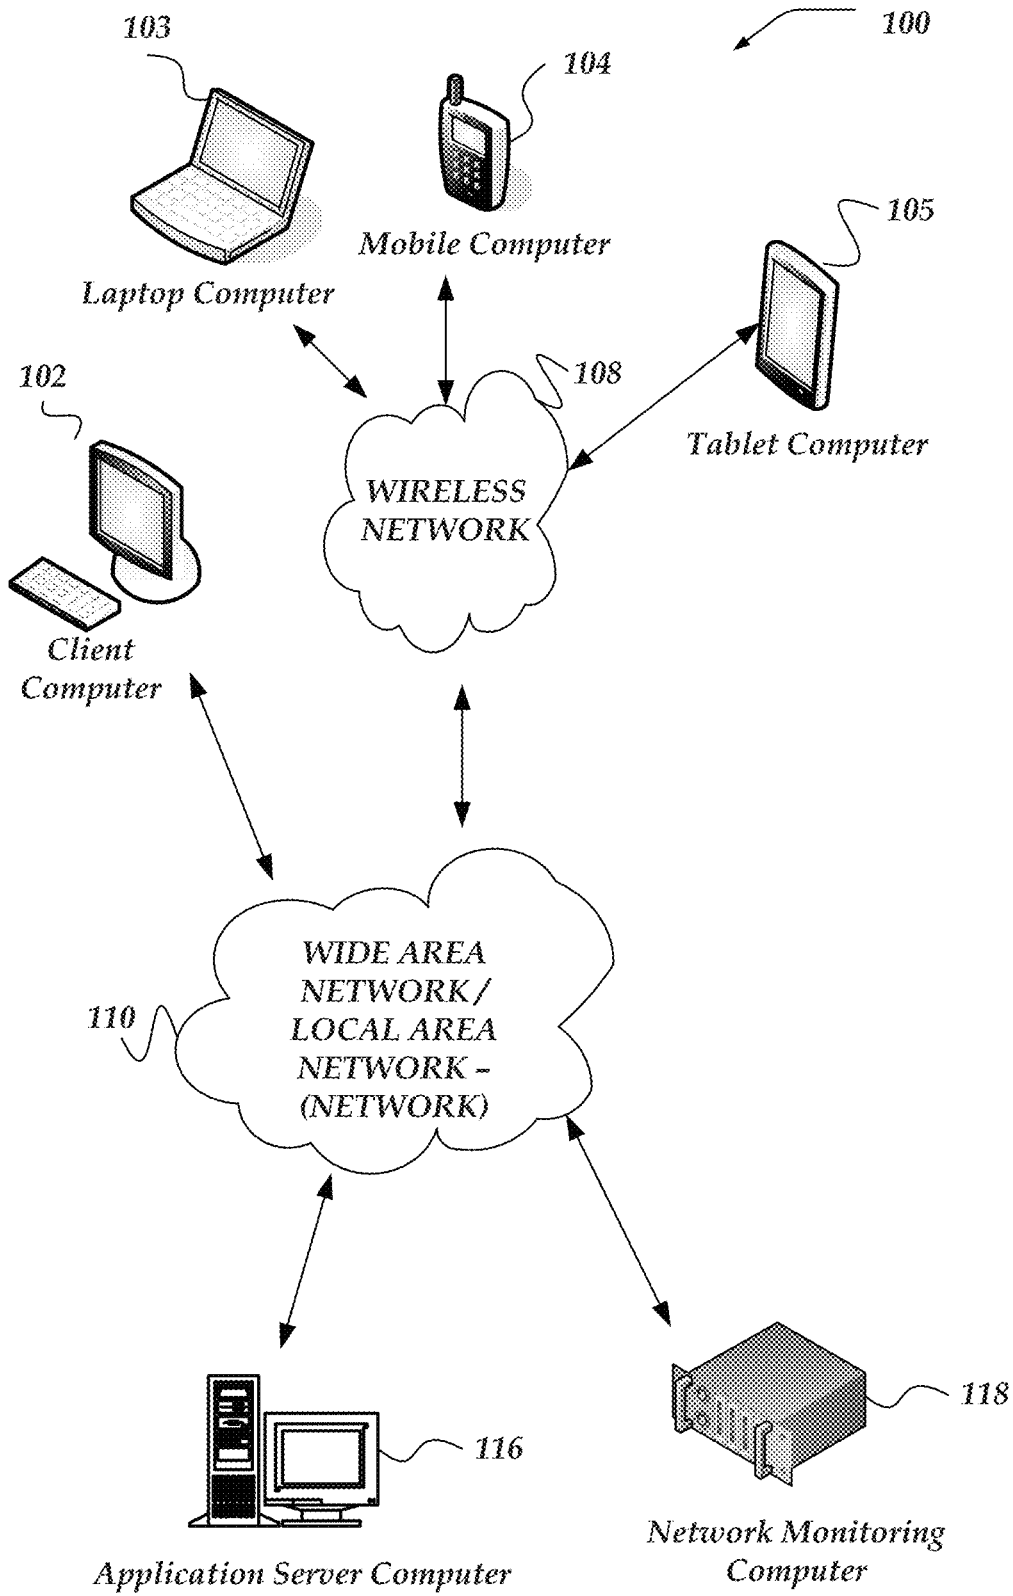 103
100
104
105
Mobile Computer
Laptop Computer
102
108
Tablet Computer
WIRELESS
NETWORK
Client
Computer
WIDE AREA
NETWORK /
LOCAL AREA
NETWORK –
(NETWORK)
110
118
116
Network Monitoring
Computer
Application Server Computer